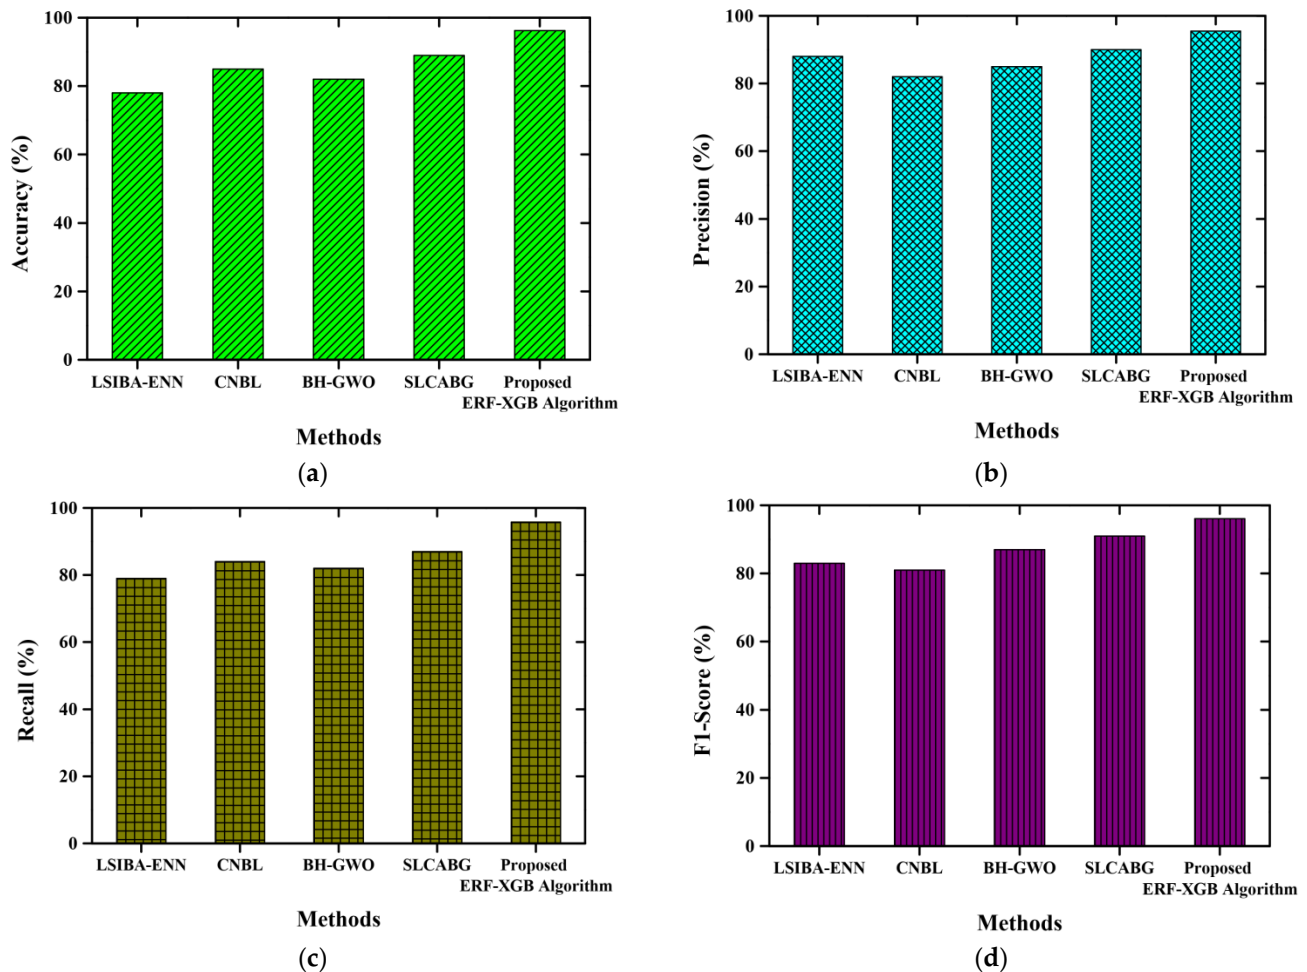 100
80
60
40
20
0
Accuracy (%)
LSIBA-ENN CNBL BH-GWO SLCABG Proposed
ERF-XGB Algorithm
Methods
(a)
100
80
60
40
20
0
Precision (%)
LSIBA-ENN CNBL BH-GWO SLCABG Proposed
ERF-XGB Algorithm
Methods
(b)
100
80
60
40
20
0
Recall (%)
LSIBA-ENN CNBL BH-GWO SLCABG Proposed
ERF-XGB Algorithm
Methods
(c)
100
80
60
40
20
0
F1-Score (%)
LSIBA-ENN CNBL BH-GWO SLCABG Proposed
ERF-XGB Algorithm
Methods
(d)